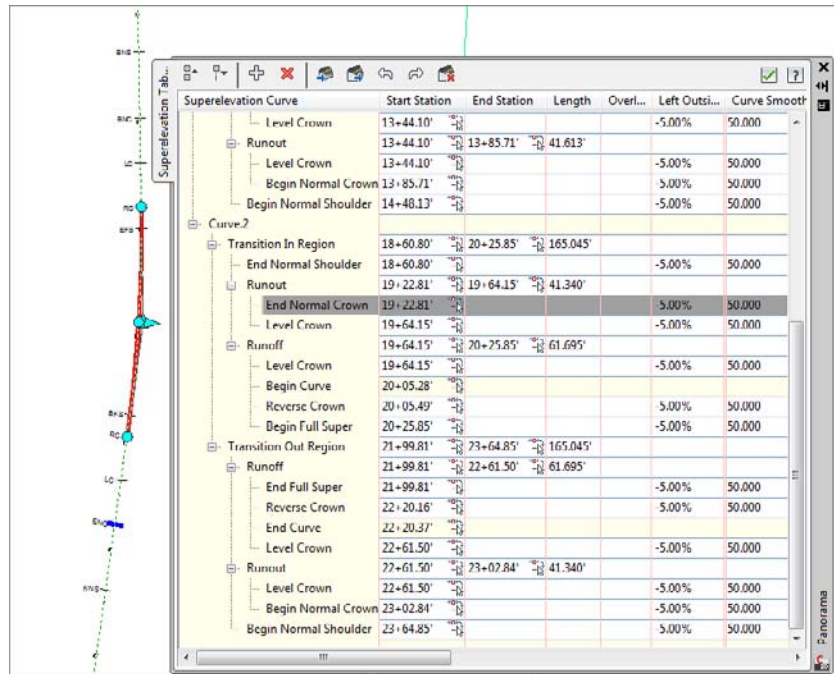 Superelevation Tab...
Superelevation Curve Start Station End Station Length Overl... Left Outsi... Curve Smooth
Level Crown 13+44.10' -5.00% 50.000
Runout 13+44.10' 13+85.71' 41.613'
Level Crown 13+44.10' -5.00% 50.000
Begin Normal Crown 13+85.71' -5.00% 50.000
Begin Normal Shoulder 14+48.13' -5.00% 50.000
Curve.2
Transition In Region 18+60.80' 20+25.85' 165.045'
End Normal Shoulder 18+60.80' -5.00% 50.000
Runout 19+22.81' 19+64.15' 41.340'
End Normal Crown 19+22.81' -5.00% 50.000
Level Crown 19+64.15' -5.00% 50.000
Runoff 19+64.15' 20+25.85' 61.695'
Level Crown 19+64.15' -5.00% 50.000
Begin Curve 20+05.28'
Reverse Crown 20+05.49' -5.00% 50.000
Begin Full Super 20+25.85' -5.00% 50.000
Transition Out Region 21+99.81' 23+64.85' 165.045'
Runoff 21+99.81' 22+61.50' 61.695'
End Full Super 21+99.81' -5.00% 50.000
Reverse Crown 22+20.16' -5.00% 50.000
End Curve 22+20.37'
Level Crown 22+61.50' -5.00% 50.000
Runout 22+61.50' 23+02.84' 41.340'
Level Crown 22+61.50' -5.00% 50.000
Begin Normal Crown 23+02.84' -5.00% 50.000
Begin Normal Shoulder 23+64.85' -5.00% 50.000
Panorama